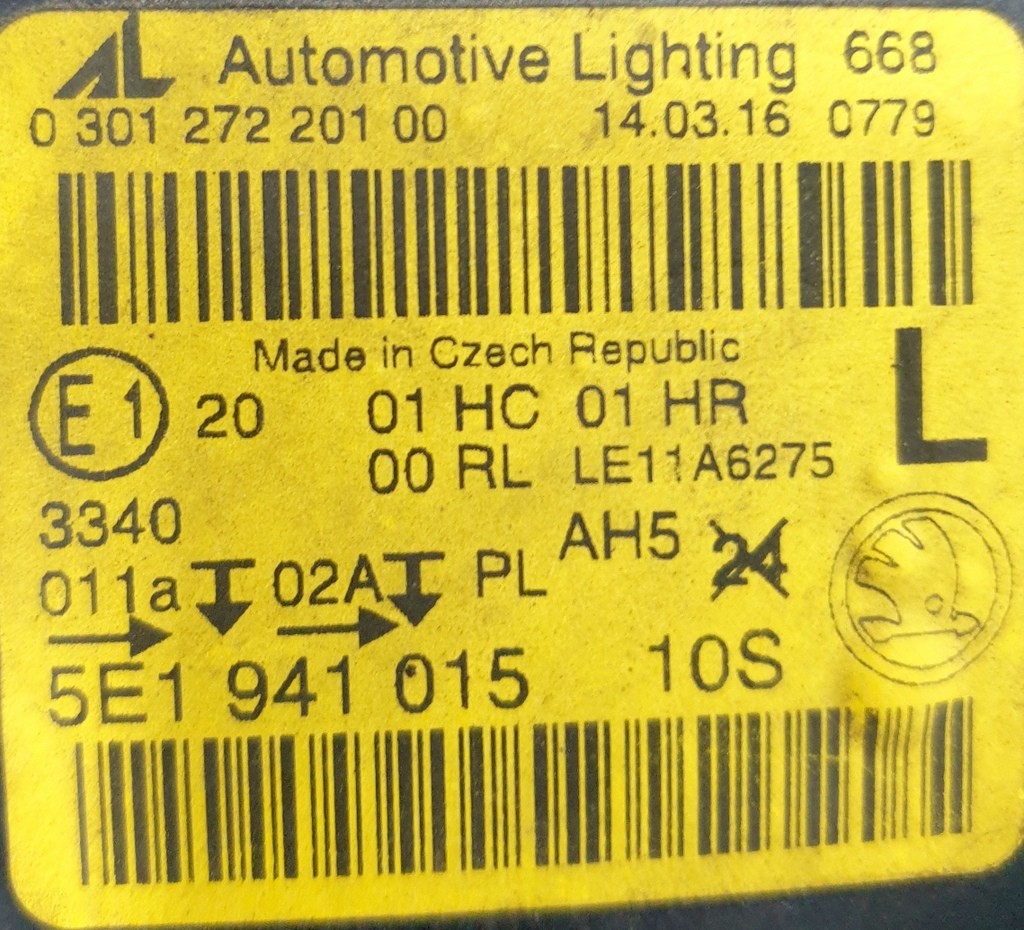 AL Automotive Lighting 668
0 301 272 201 00 14.03.16 0779
Made in Czech Republic
E1 20 01 HC 01 HR L
00 RL LE11A6275
3340 AH5 24
011a 02A PL
5E1 941 015 10S